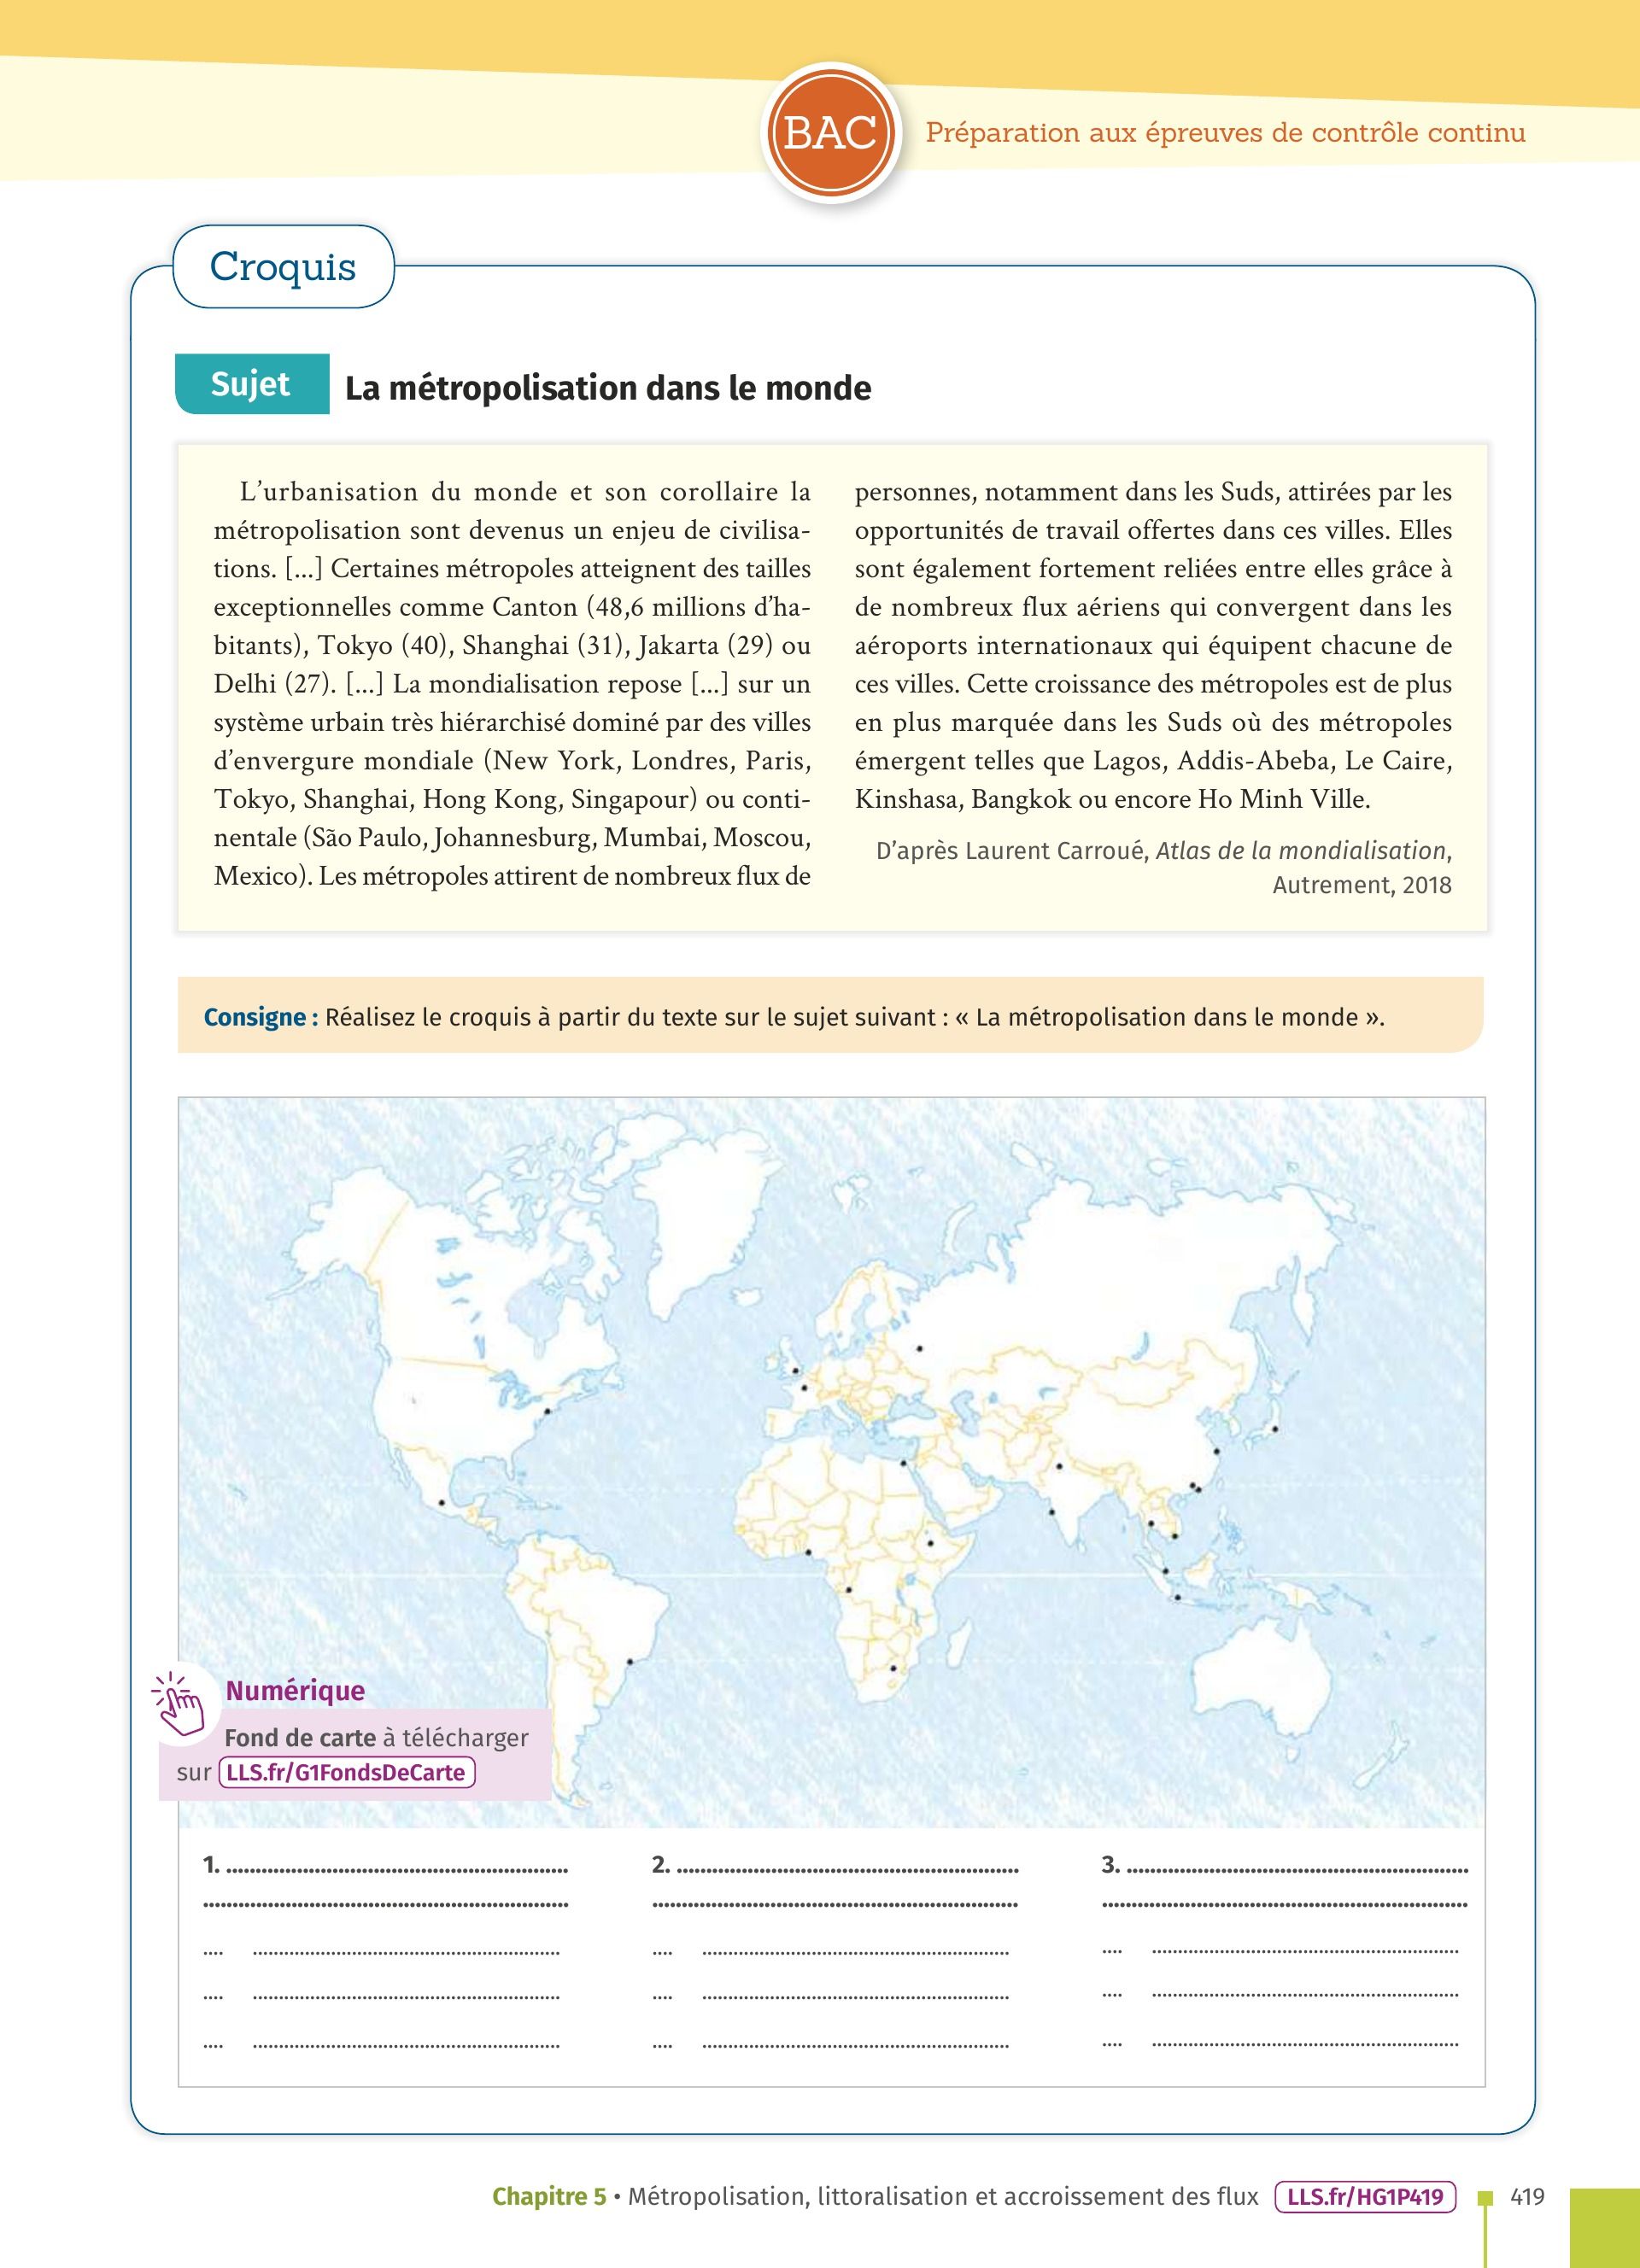 BAC
Préparation aux épreuves de contrôle continu
Croquis
Sujet
La métropolisation dans le monde
L’urbanisation du monde et son corollaire la
métropolisation sont devenus un enjeu de civilisa-
tions. [...] Certaines métropoles atteignent des tailles
exceptionnelles comme Canton (48,6 millions d’ha-
bitants), Tokyo (40), Shanghai (31), Jakarta (29) ou
Delhi (27). [...] La mondialisation repose [...] sur un
système urbain très hiérarchisé dominé par des villes
d’envergure mondiale (New York, Londres, Paris,
Tokyo, Shanghai, Hong Kong, Singapour) ou conti-
nentale (São Paulo, Johannesburg, Mumbai, Moscou,
Mexico). Les métropoles attirent de nombreux flux de
personnes, notamment dans les Suds, attirées par les
opportunités de travail offertes dans ces villes. Elles
sont également fortement reliées entre elles grâce à
de nombreux flux aériens qui convergent dans les
aéroports internationaux qui équipent chacune de
ces villes. Cette croissance des métropoles est de plus
en plus marquée dans les Suds où des métropoles
émergent telles que Lagos, Addis-Abeba, Le Caire,
Kinshasa, Bangkok ou encore Ho Minh Ville.
D’après Laurent Carroué, Atlas de la mondialisation,
Autrement, 2018
Consigne : Réalisez le croquis à partir du texte sur le sujet suivant : « La métropolisation dans le monde ».
Numérique
Fond de carte à télécharger
sur LLS.fr/G1FondsDeCarte
1. ..........................................................
2. ..........................................................
3. ..........................................................
Chapitre 5 • Métropolisation, littoralisation et accroissement des flux LLS.fr/HG1P419 419